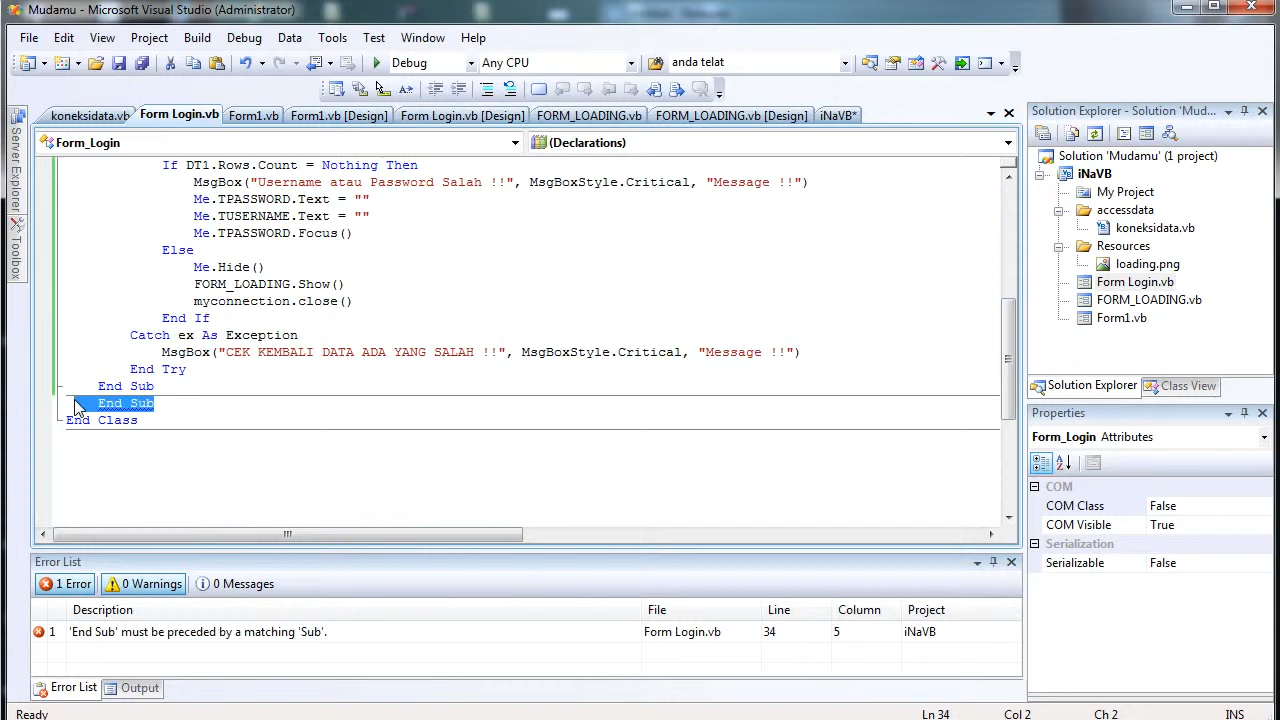 Mudamu - Microsoft Visual Studio (Administrator)
File Edit View Project Build Debug Data Tools Test Window Help
Debug Any CPU anda telat
koneksidata.vb Form Login.vb Form1.vb Form1.vb [Design] Form Login.vb [Design] FORM_LOADING.vb FORM_LOADING.vb [Design] iNaVB*
Form_Login (Declarations)
If DT1.Rows.Count = Nothing Then
MsgBox("Username atau Password Salah !!", MsgBoxStyle.Critical, "Message !!")
Me.TPASSWORD.Text = ""
Me.TUSERNAME.Text = ""
Me.TPASSWORD.Focus()
Else
Me.Hide()
FORM_LOADING.Show()
myconnection.close()
End If
Catch ex As Exception
MsgBox("CEK KEMBALI DATA ADA YANG SALAH !!", MsgBoxStyle.Critical, "Message !!")
End Try
End Sub
End Sub
End Class
Server Explorer
Toolbox
Solution Explorer - Solution 'Mud...
Solution 'Mudamu' (1 project)
iNaVB
My Project
accessdata
koneksidata.vb
Resources
loading.png
Form Login.vb
FORM_LOADING.vb
Form1.vb
Solution Explorer Class View
Properties
Form_Login Attributes
COM
COM Class False
COM Visible True
Serialization
Serializable False
Error List
1 Error 0 Warnings 0 Messages
Description File Line Column Project
1 'End Sub' must be preceded by a matching 'Sub'. Form Login.vb 34 5 iNaVB
Error List Output
Ready Ln 34 Col 2 Ch 2 INS